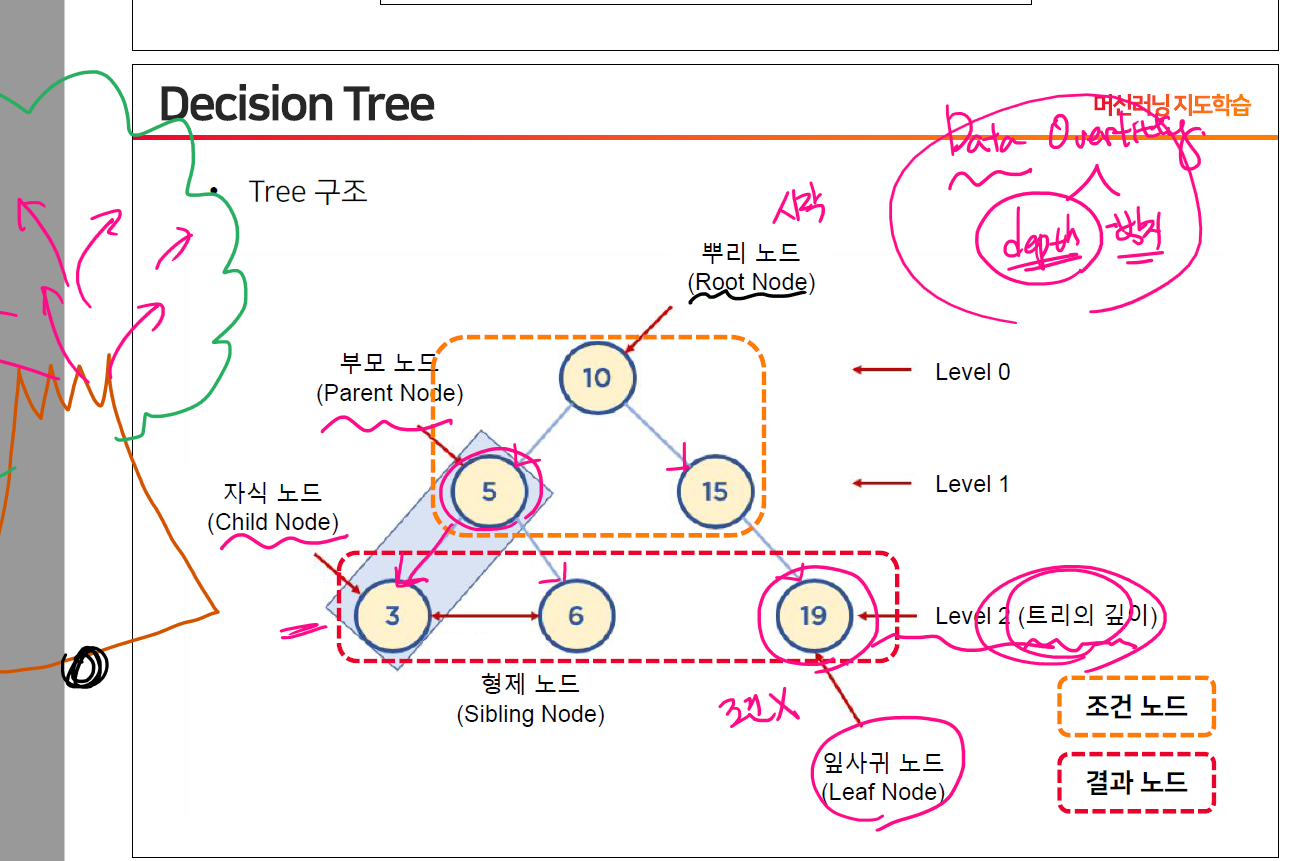 Decision Tree
머신러닝 지도학습
Data Overfitting.
depth 방지
• Tree 구조
시작
뿌리 노드
(Root Node)
부모 노드
(Parent Node)
10
Level 0
5
15
Level 1
자식 노드
(Child Node)
3
6
19
Level 2 (트리의 깊이)
형제 노드
(Sibling Node)
조건X
잎사귀 노드
(Leaf Node)
조건 노드
결과 노드